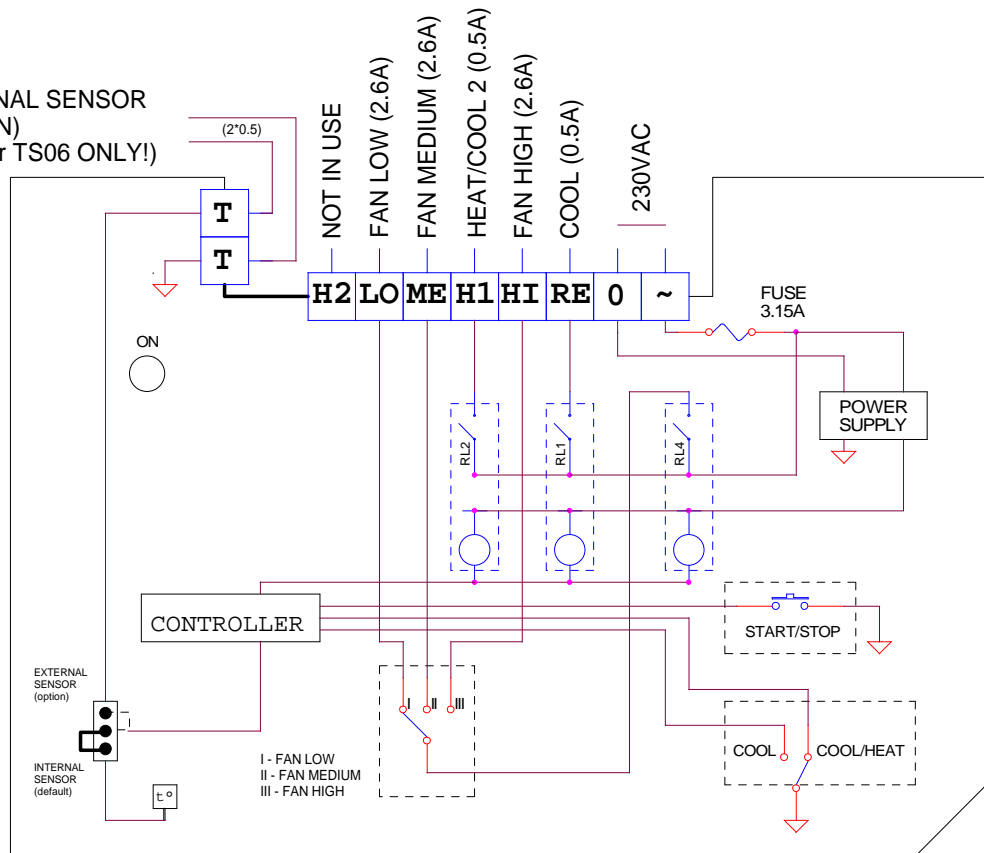 NAL SENSOR
N)
r TS06 ONLY!)
(2*0.5)
NOT IN USE
FAN LOW (2.6A)
FAN MEDIUM (2.6A)
HEAT/COOL 2 (0.5A)
FAN HIGH (2.6A)
COOL (0.5A)
230VAC
T
T
H2 LO ME H1 HI RE 0 ~
FUSE
3.15A
ON
POWER
SUPPLY
RL2
RL1
RL4
CONTROLLER
START/STOP
EXTERNAL
SENSOR
(option)
INTERNAL
SENSOR
(default)
t°
I II III
I - FAN LOW
II - FAN MEDIUM
III - FAN HIGH
COOL
COOL/HEAT